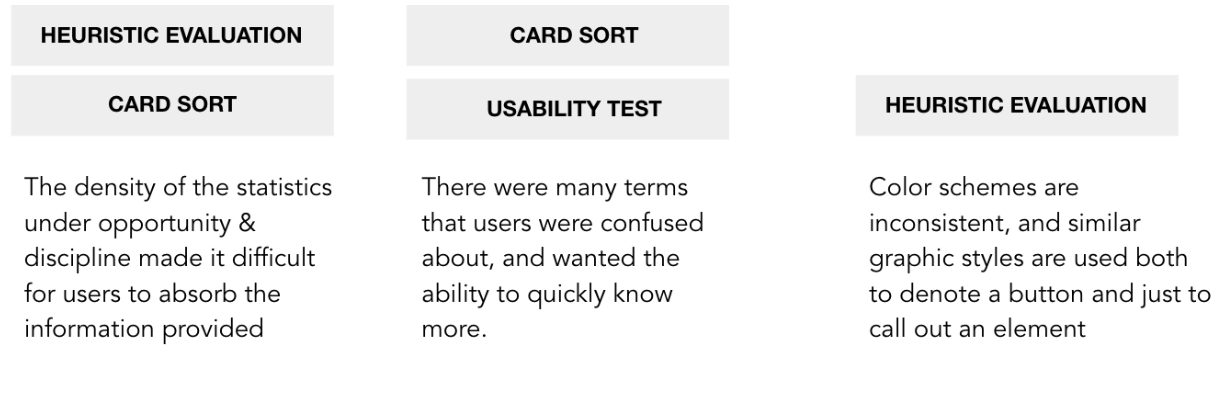 HEURISTIC EVALUATION
CARD SORT
The density of the statistics
under opportunity &
discipline made it difficult
for users to absorb the
information provided
CARD SORT
USABILITY TEST
There were many terms
that users were confused
about, and wanted the
ability to quickly know
more.
HEURISTIC EVALUATION
Color schemes are
inconsistent, and similar
graphic styles are used both
to denote a button and just to
call out an element